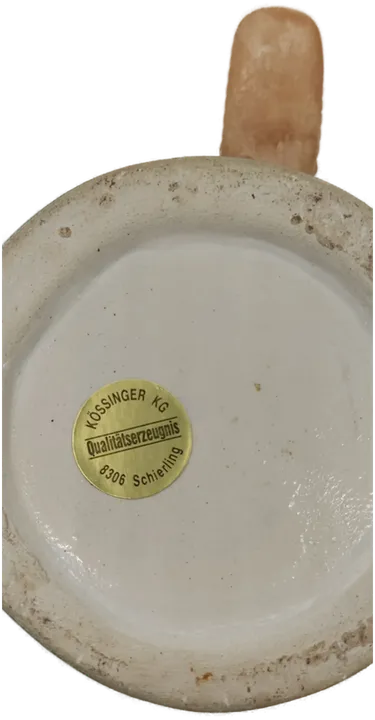 KÖSSINGER KG
Qualitätserzeugnis
8306 Schierling